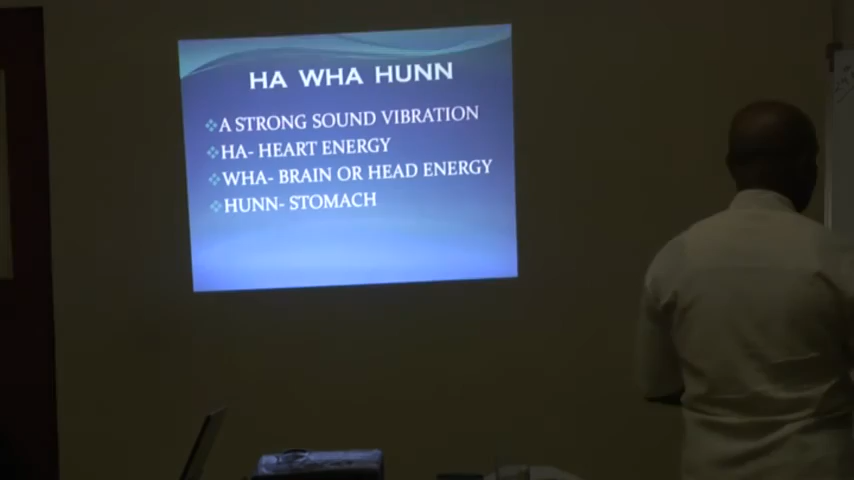 HA WHA HUNN
A STRONG SOUND VIBRATION
HA- HEART ENERGY
WHA- BRAIN OR HEAD ENERGY
HUNN- STOMACH